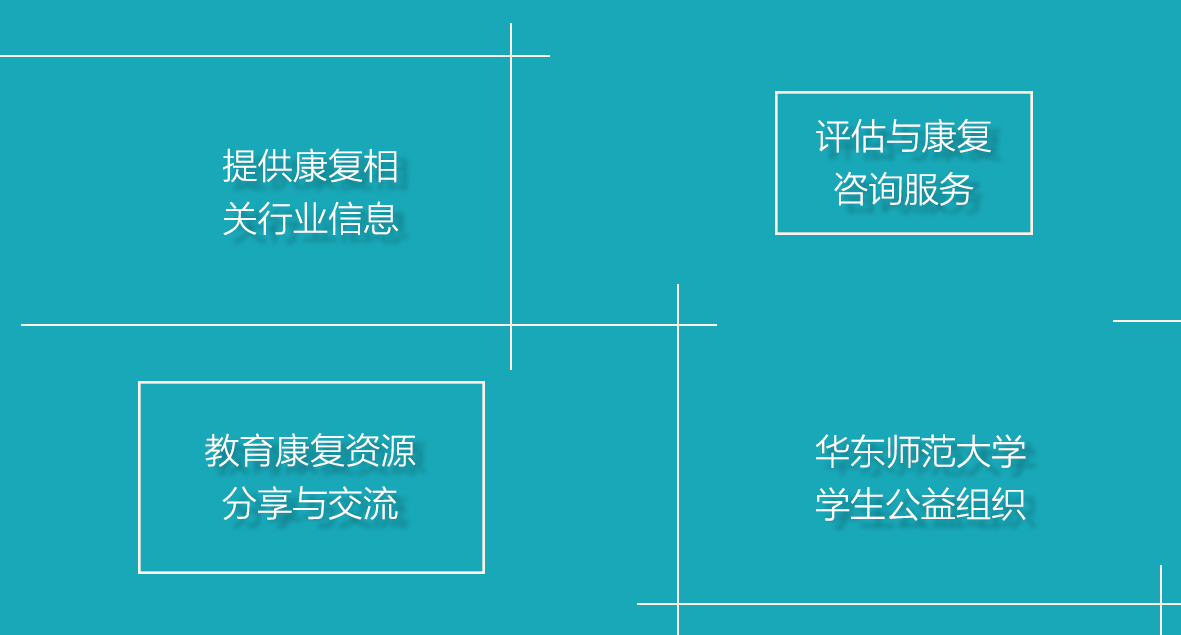 提供康复相
关行业信息
评估与康复
咨询服务
教育康复资源
分享与交流
华东师范大学
学生公益组织